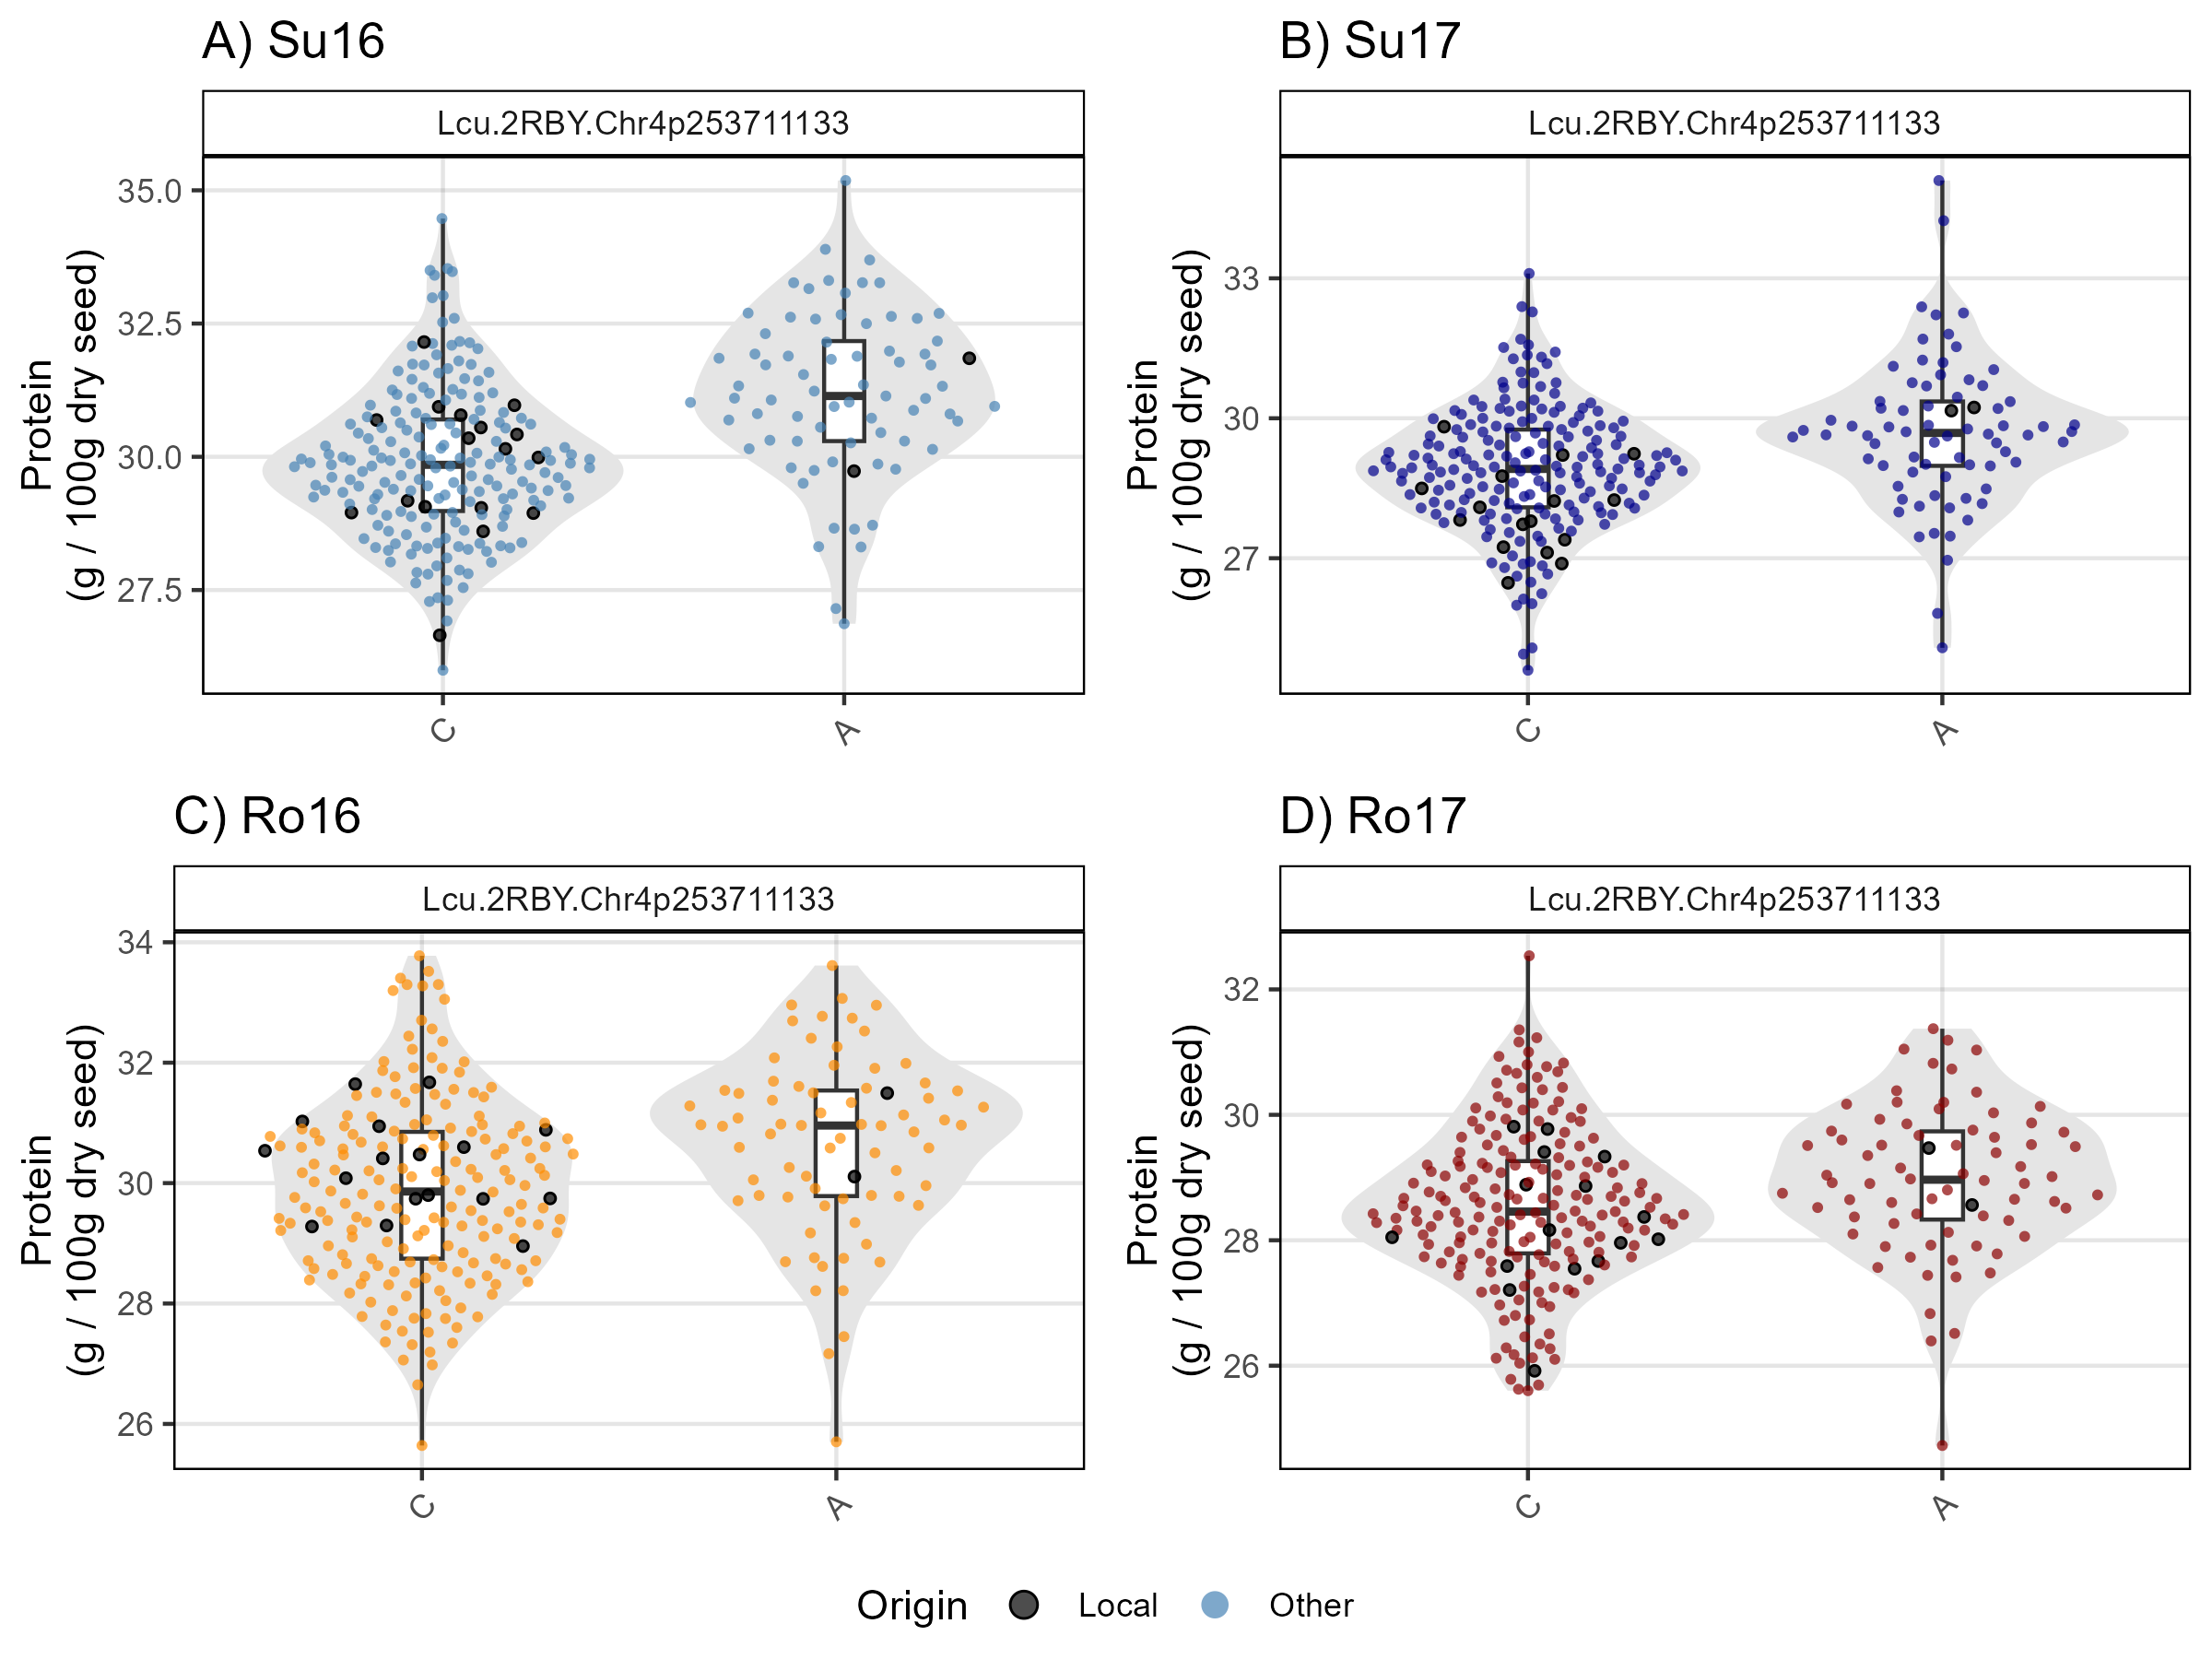 A) Su16
Lcu.2RBY.Chr4p253711133
Protein
(g / 100g dry seed)
35.0
32.5
30.0
27.5
C
A
B) Su17
Lcu.2RBY.Chr4p253711133
Protein
(g / 100g dry seed)
33
30
27
C
A
C) Ro16
Lcu.2RBY.Chr4p253711133
Protein
(g / 100g dry seed)
34
32
30
28
26
C
A
D) Ro17
Lcu.2RBY.Chr4p253711133
Protein
(g / 100g dry seed)
32
30
28
26
C
A
Origin Local Other